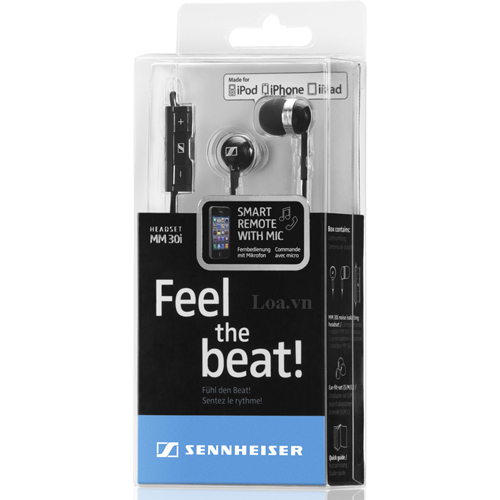 Made for
iPod iPhone iPad
+
HEADSET
MM 30i
SMART
REMOTE
WITH MIC
Fernbedienung
mit Mikrofon
Commande
avec micro
Feel
the
beat!
Loa.vn
Fühl den Beat!
Sentez le rythme!
SENNHEISER
Box contains:
Quick guide /